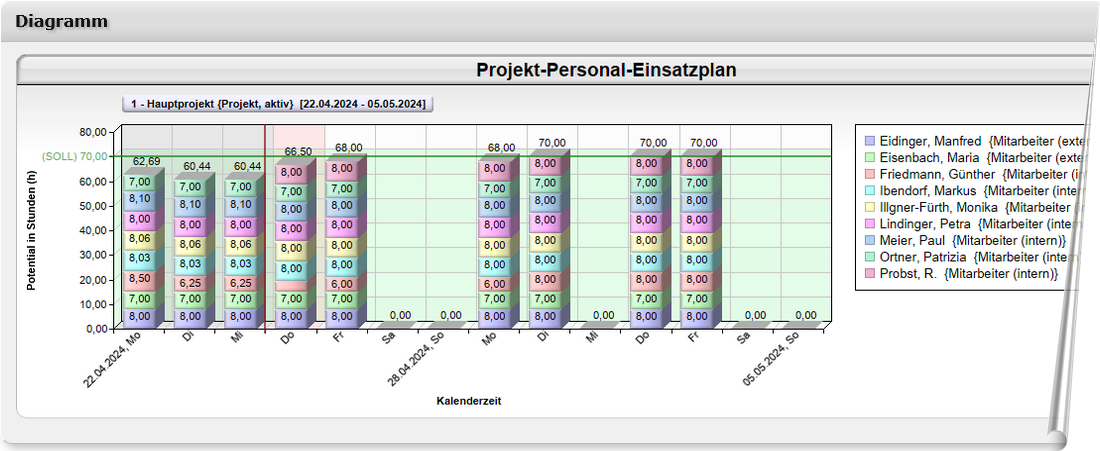 Diagramm
Projekt-Personal-Einsatzplan
1 - Hauptprojekt {Projekt, aktiv} [22.04.2024 - 05.05.2024]
80,00
(SOLL) 70,00
60,00
50,00
40,00
30,00
20,00
10,00
0,00
Potential in Stunden (h)
62,69 60,44 60,44 66,50 68,00 0,00 0,00 68,00 70,00 0,00 70,00 70,00 0,00 0,00
8,00 8,00 8,00 8,00 8,00 8,00
7,00 7,00 7,00 7,00 7,00 7,00 7,00 7,00 7,00
8,10 8,10 8,10 8,00 8,00 8,00 8,00 8,00 8,00
8,00 8,00 8,00 8,00 8,00 8,00 8,00 8,00 8,00
8,06 8,06 8,06 8,00 8,00 8,00 8,00 8,00 8,00
8,03 8,03 8,03 8,00 8,00 8,00 8,00 8,00 8,00
8,50 6,25 6,25 6,00 6,00 8,00 8,00 8,00
7,00 7,00 7,00 7,00 7,00 7,00 7,00 7,00 7,00
8,00 8,00 8,00 8,00 8,00 8,00 8,00 8,00 8,00
22.04.2024, Mo
Di
Mi
Do
Fr
Sa
28.04.2024, So
Mo
Di
Mi
Do
Fr
Sa
05.05.2024, So
Kalenderzeit
Eidinger, Manfred {Mitarbeiter (exte
Eisenbach, Maria {Mitarbeiter (exter
Friedmann, Günther {Mitarbeiter (in
Ibendorf, Markus {Mitarbeiter (intern
Illgner-Fürth, Monika {Mitarbeiter (in
Lindinger, Petra {Mitarbeiter (intern
Meier, Paul {Mitarbeiter (intern)}
Ortner, Patrizia {Mitarbeiter (intern
Probst, R. {Mitarbeiter (intern)}